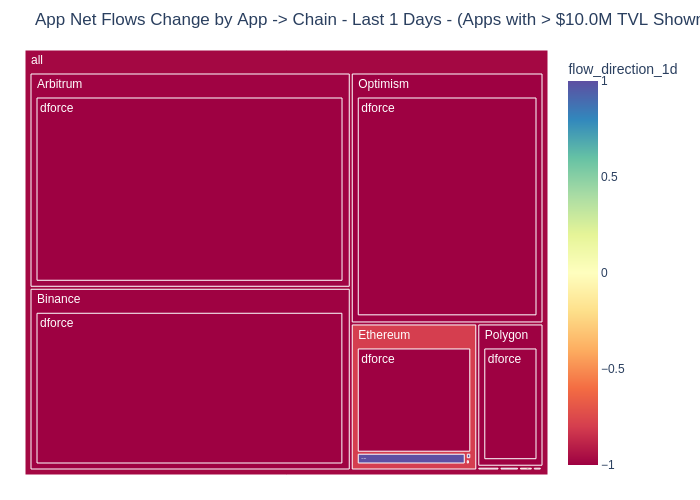 App Net Flows Change by App -> Chain - Last 1 Days - (Apps with > $10.0M TVL Shown
all
Arbitrum
dforce
Optimism
dforce
Binance
dforce
Ethereum
dforce
Polygon
dforce
flow_direction_1d
1
0.5
0
−0.5
−1